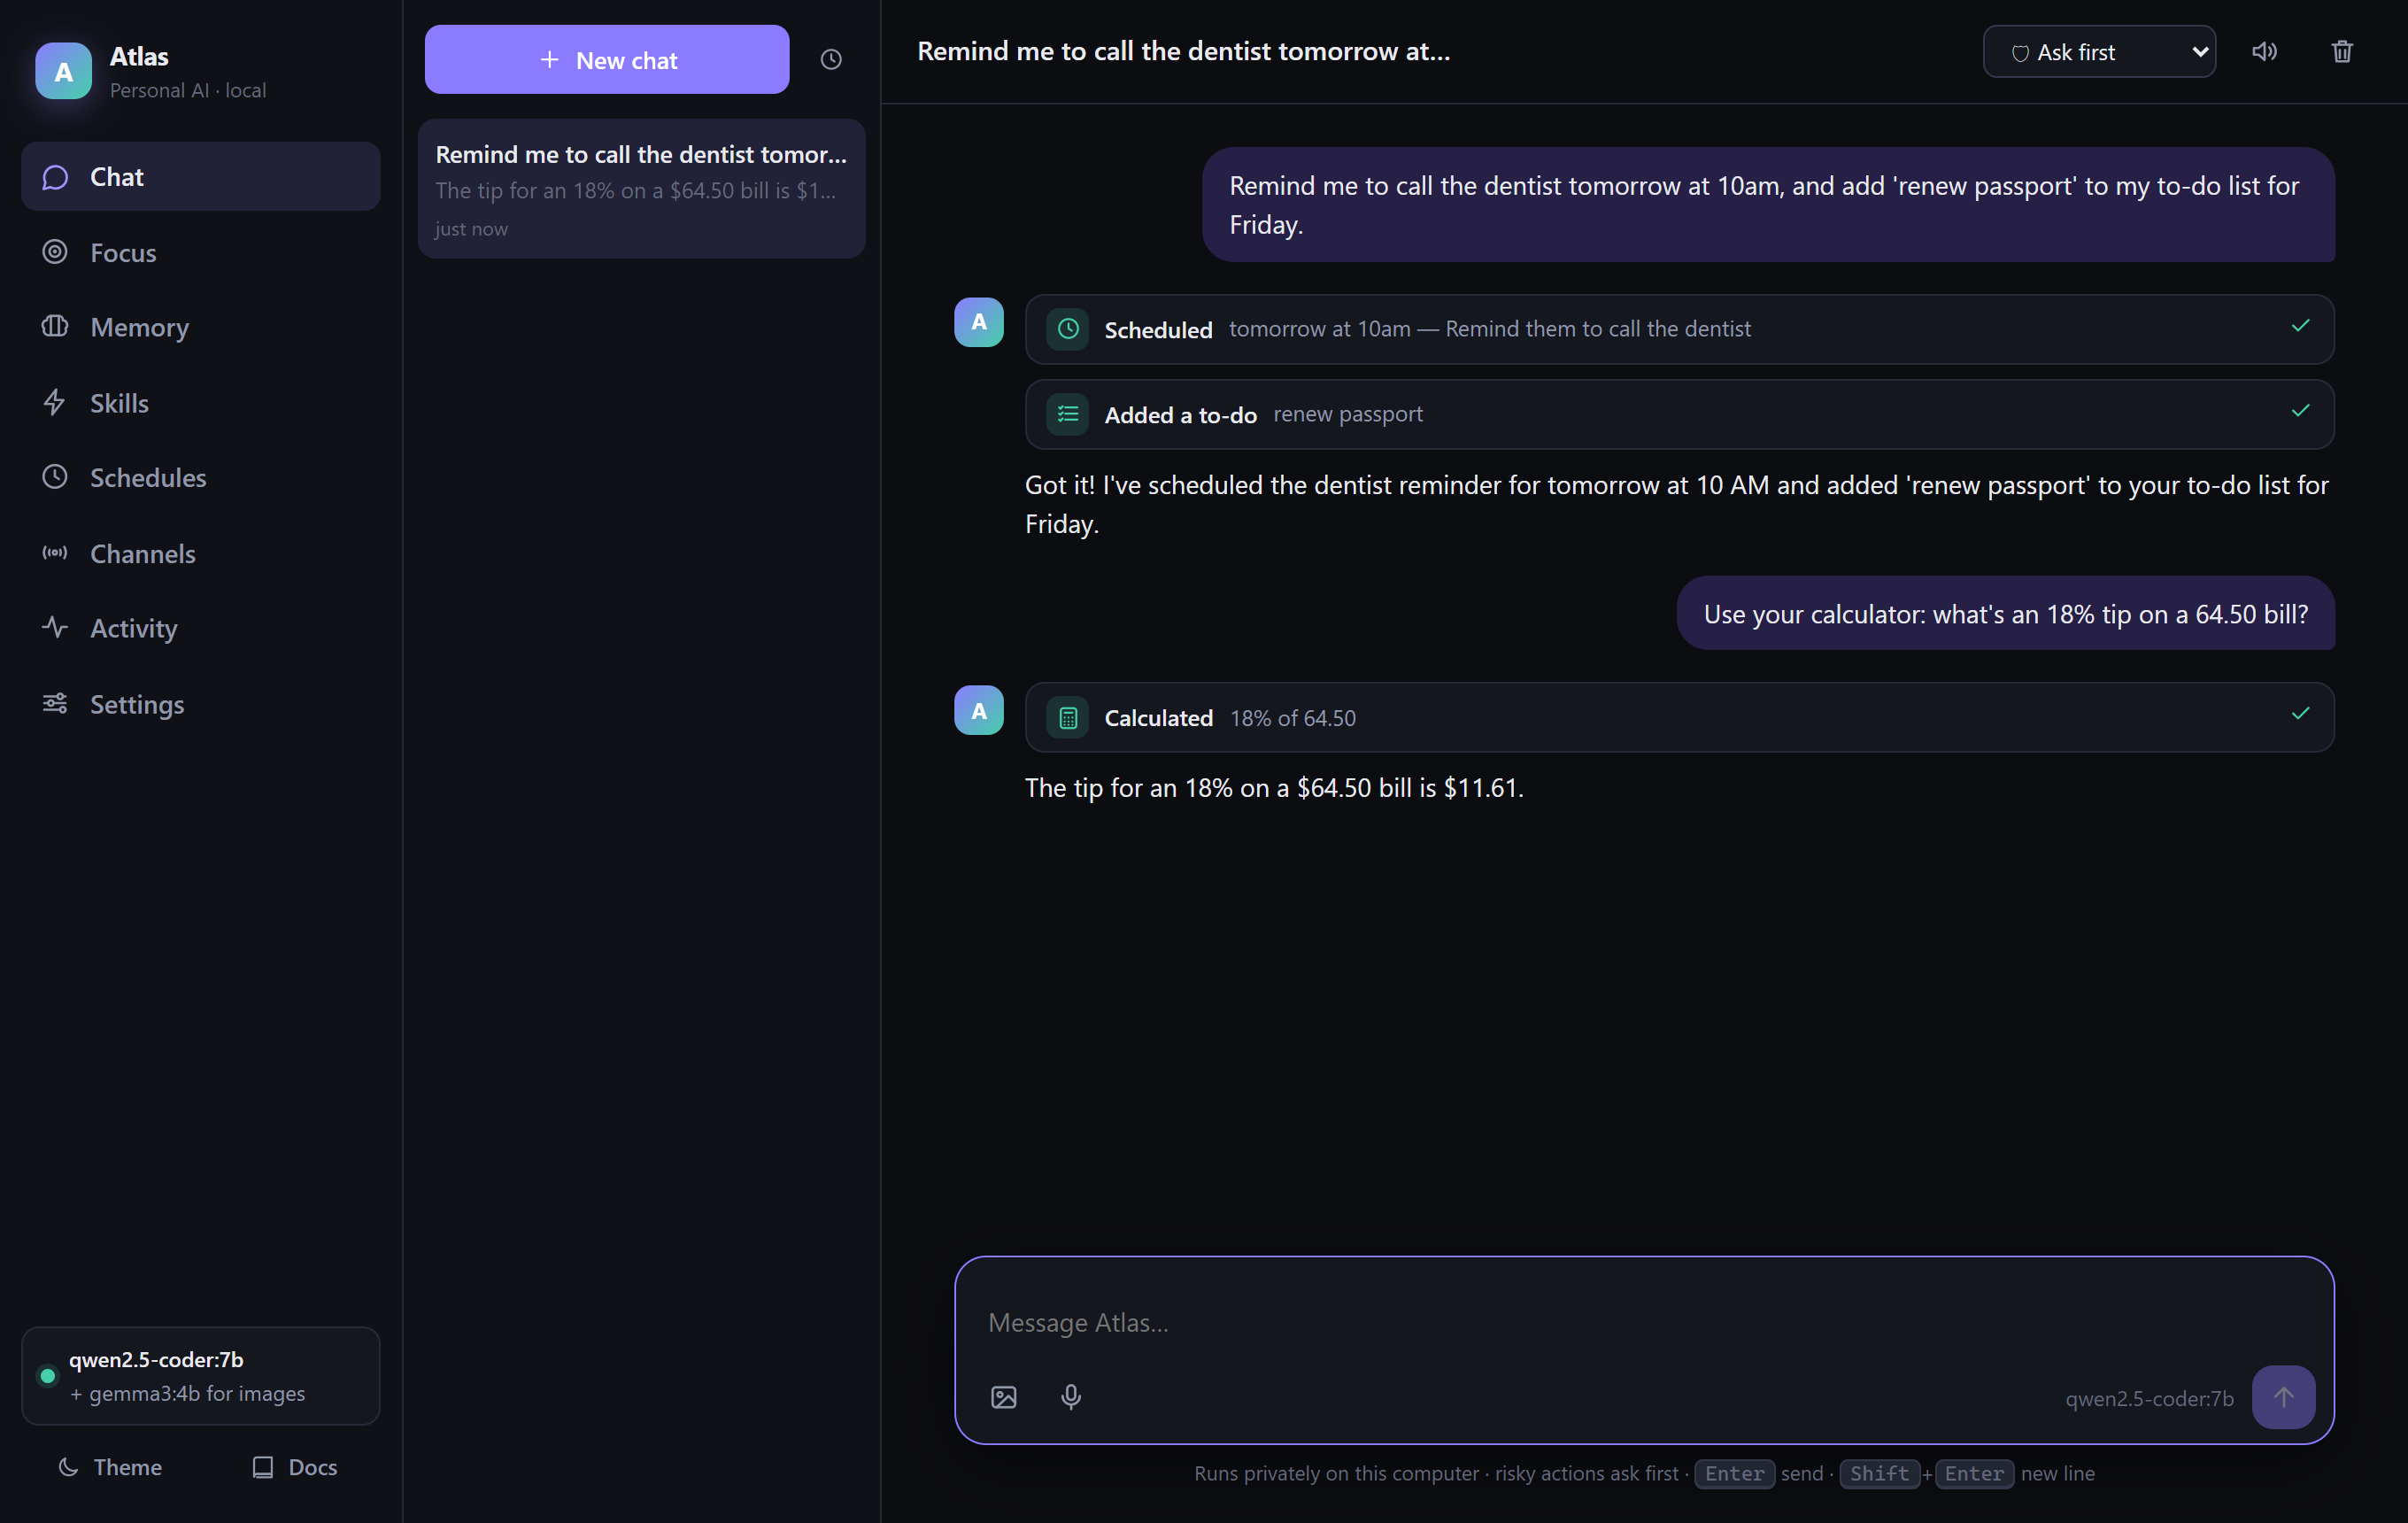 A
Atlas
Personal AI · local
Chat
Focus
Memory
Skills
Schedules
Channels
Activity
Settings
qwen2.5-coder:7b
+ gemma3:4b for images
Theme
Docs
New chat
Remind me to call the dentist tomor...
The tip for an 18% on a $64.50 bill is $1...
just now
Remind me to call the dentist tomorrow at...
Ask first
Remind me to call the dentist tomorrow at 10am, and add 'renew passport' to my to-do list for
Friday.
A
Scheduled tomorrow at 10am — Remind them to call the dentist
Added a to-do renew passport
Got it! I've scheduled the dentist reminder for tomorrow at 10 AM and added 'renew passport' to your to-do list for
Friday.
Use your calculator: what's an 18% tip on a 64.50 bill?
A
Calculated 18% of 64.50
The tip for an 18% on a $64.50 bill is $11.61.
Message Atlas...
qwen2.5-coder:7b
Runs privately on this computer · risky actions ask first · Enter send · Shift+Enter new line